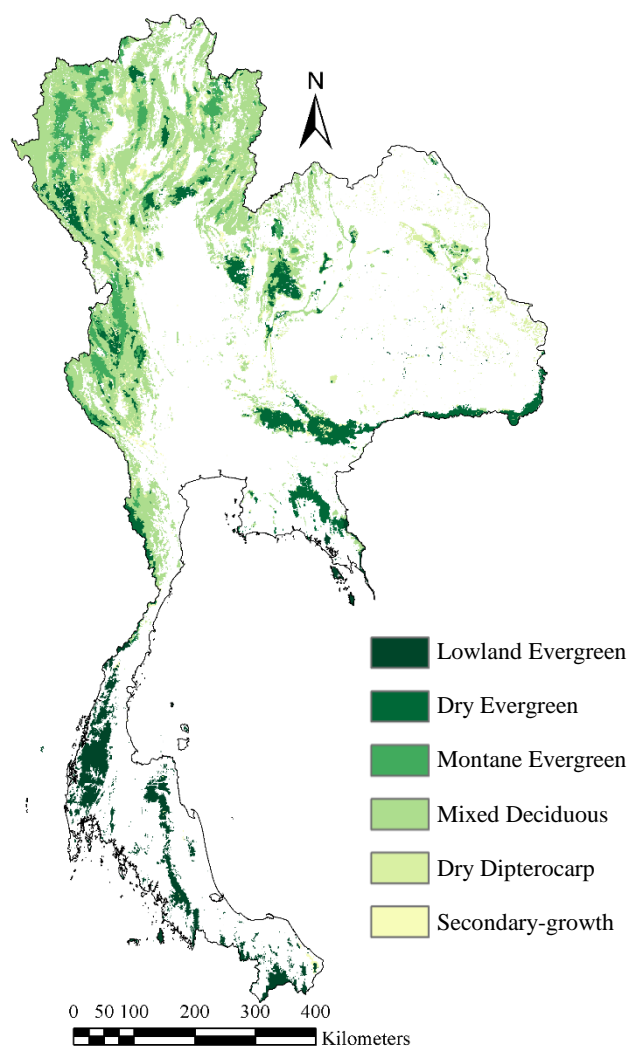 N
Lowland Evergreen
Dry Evergreen
Montane Evergreen
Mixed Deciduous
Dry Dipterocarp
Secondary-growth
0 50 100 200 300 400
Kilometers